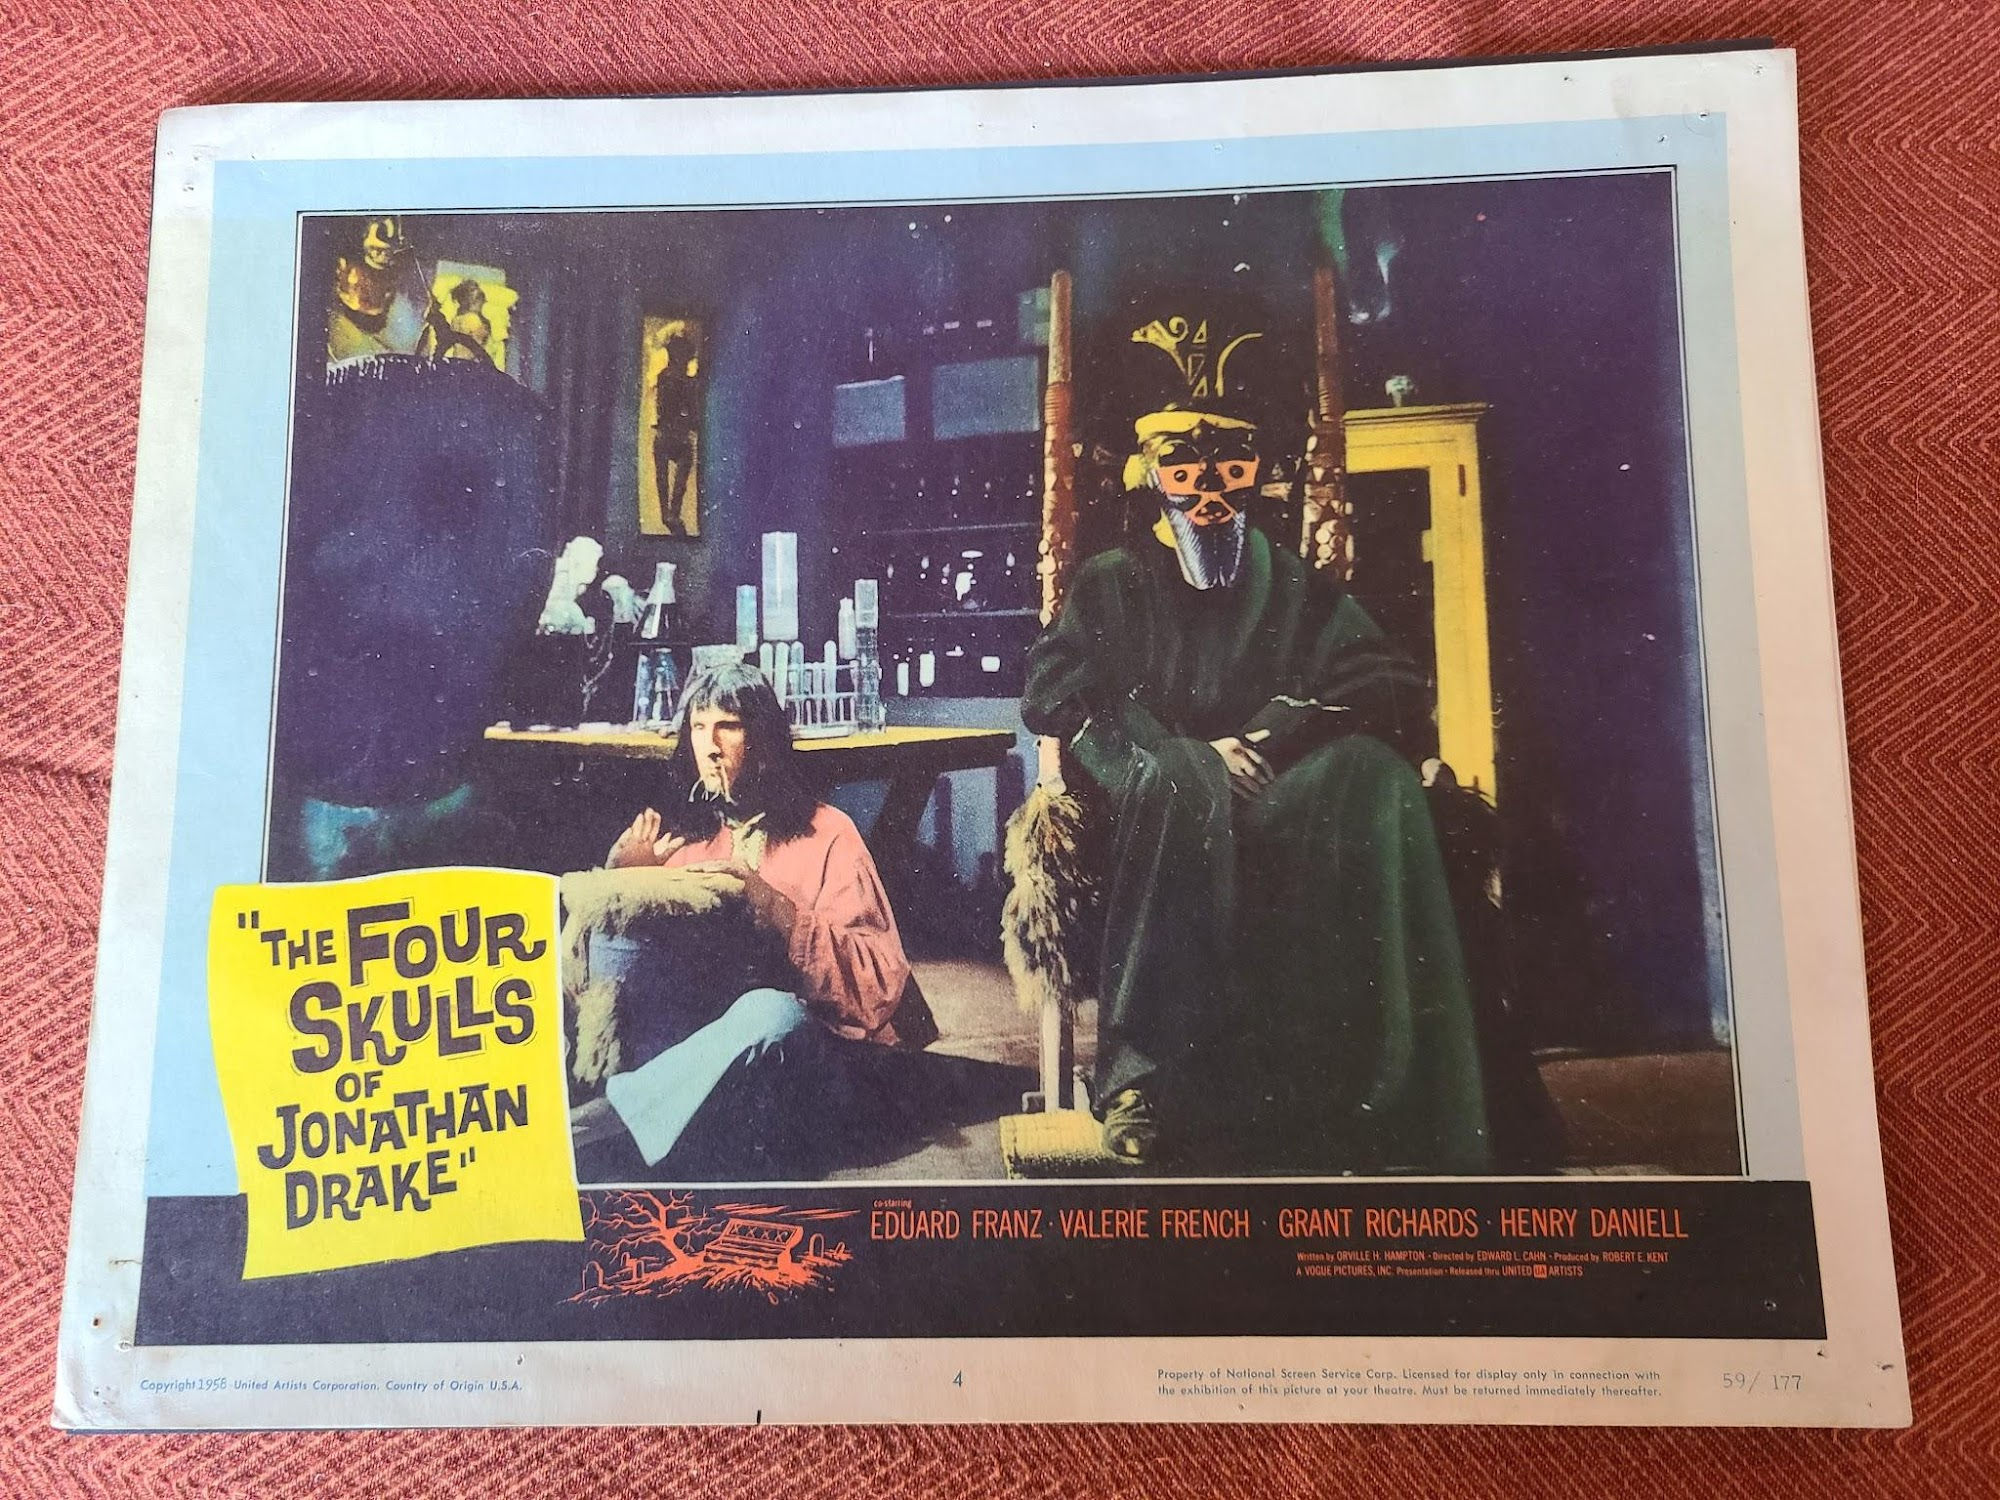 "THE FOUR
SKULLS
OF
JONATHAN
DRAKE"
co-starring
EDUARD FRANZ · VALERIE FRENCH · GRANT RICHARDS · HENRY DANIELL
Written by ORVILLE H. HAMPTON · Directed by EDWARD L. CAHN · Produced by ROBERT E. KENT
A VOGUE PICTURES, INC. Presentation · Released thru UNITED UA ARTISTS
Copyright 1958 United Artists Corporation. Country of Origin U.S.A.
4
Property of National Screen Service Corp. Licensed for display only in connection with
the exhibition of this picture at your theatre. Must be returned immediately thereafter.
59/177